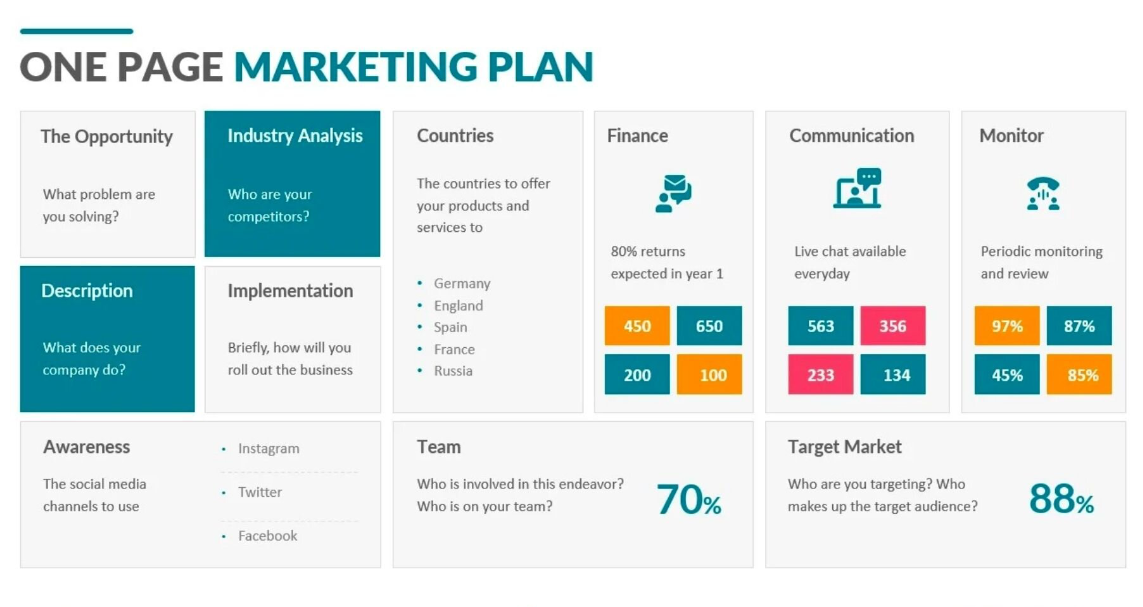 ONE PAGE MARKETING PLAN
The Opportunity
What problem are
you solving?
Industry Analysis
Who are your
competitors?
Description
What does your
company do?
Implementation
Briefly, how will you
roll out the business
Countries
The countries to offer
your products and
services to
• Germany
• England
• Spain
• France
• Russia
Finance
80% returns
expected in year 1
450 650
200 100
Communication
Live chat available
everyday
563 356
233 134
Monitor
Periodic monitoring
and review
97% 87%
45% 85%
Awareness
The social media
channels to use
• Instagram
• Twitter
• Facebook
Team
Who is involved in this endeavor?
Who is on your team?
70%
Target Market
Who are you targeting? Who
makes up the target audience?
88%